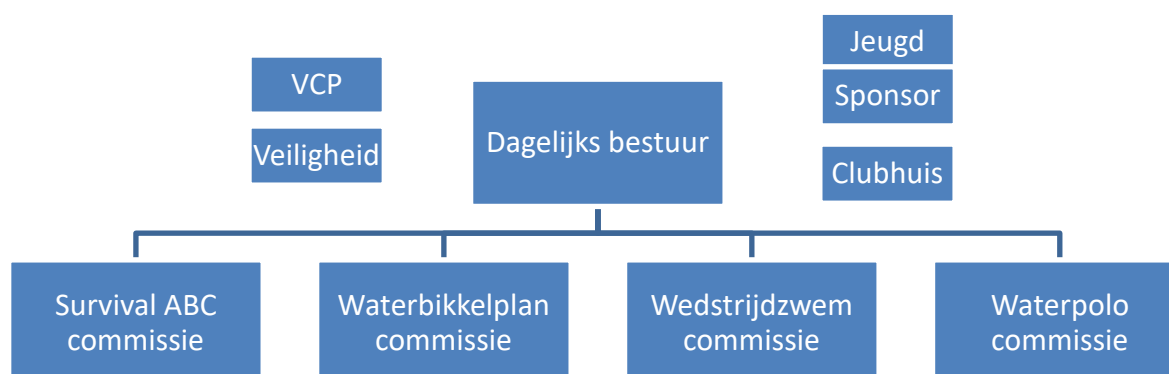 Jeugd
VCP
Sponsor
Dagelijks bestuur
Veiligheid
Clubhuis
Survival ABC
commissie
Waterbikkelplan
commissie
Wedstrijdzwem
commissie
Waterpolo
commissie